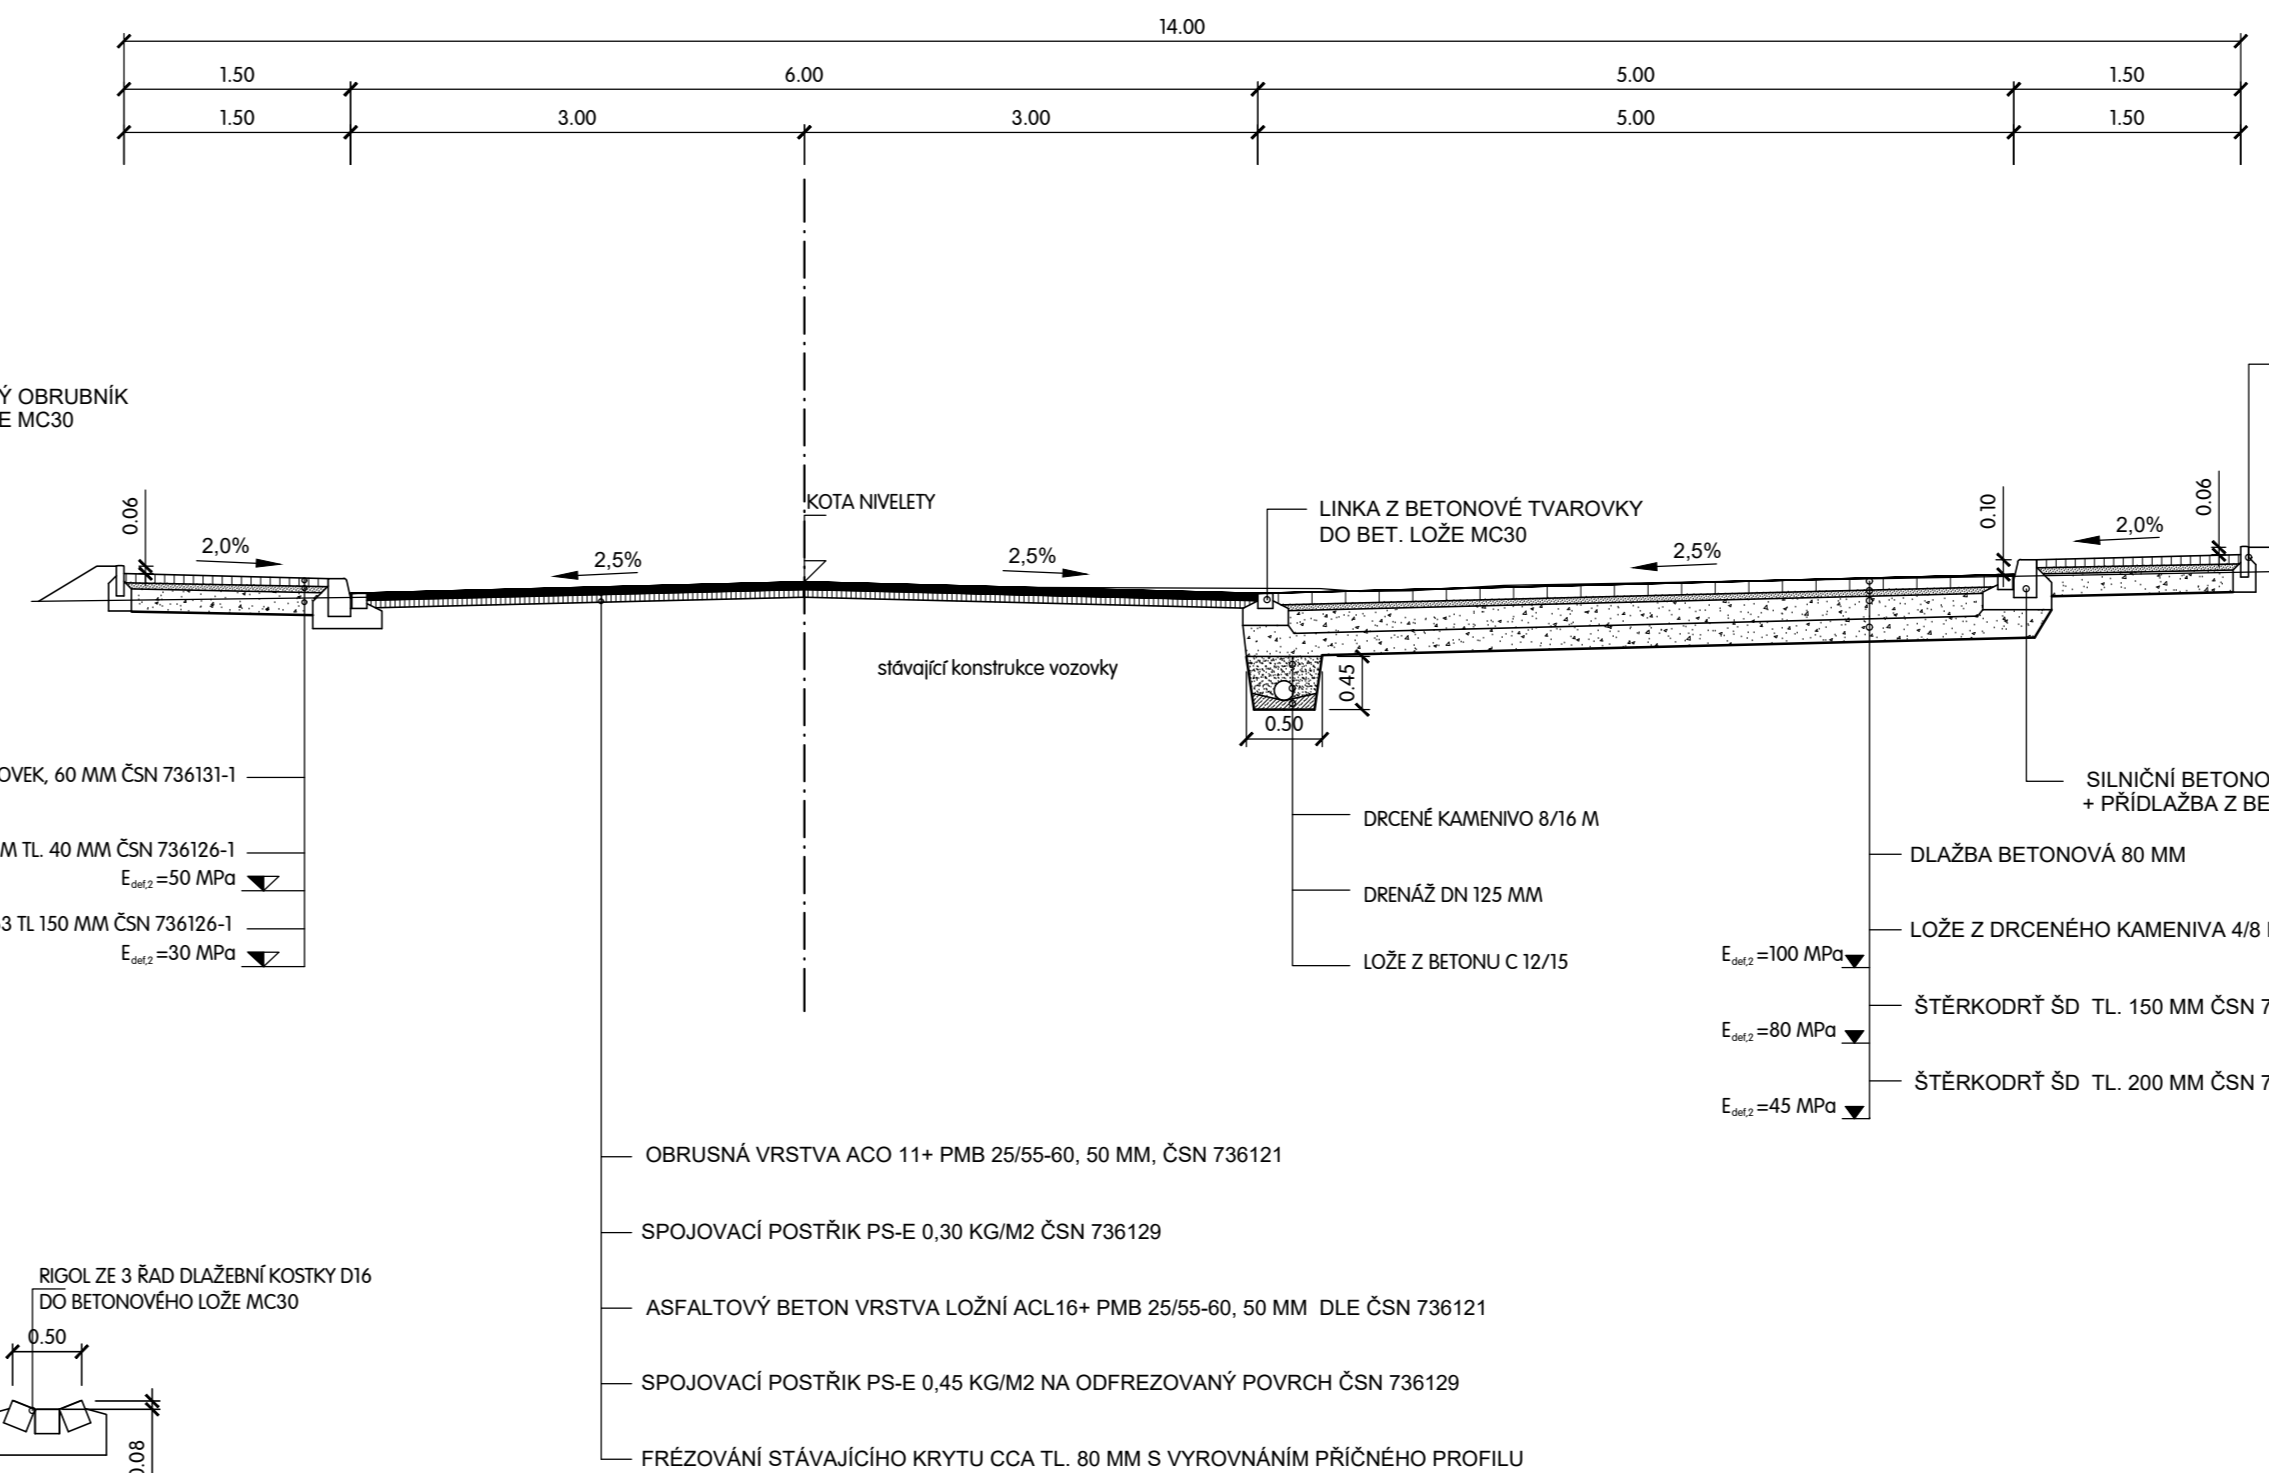 14.00
1.50 6.00 5.00 1.50
1.50 3.00 3.00 5.00 1.50
Ý OBRUBNÍK
E MC30
0.06
2,0%
2,5%
KOTA NIVELETY
2,5%
LINKA Z BETONOVÉ TVAROVKY
DO BET. LOŽE MC30
2,5%
0.10
2,0%
0.06
stávající konstrukce vozovky
0.45
0.50
OVEK, 60 MM ČSN 736131-1
M TL. 40 MM ČSN 736126-1
Edef,2 =50 MPa
3 TL 150 MM ČSN 736126-1
Edef,2 =30 MPa
DRCENÉ KAMENIVO 8/16 M
DRENÁŽ DN 125 MM
LOŽE Z BETONU C 12/15
SILNIČNÍ BETONO
+ PŘÍDLAŽBA Z BE
DLAŽBA BETONOVÁ 80 MM
LOŽE Z DRCENÉHO KAMENIVA 4/8
Edef,2 =100 MPa
ŠTĚRKODRŤ ŠD TL. 150 MM ČSN 7
Edef,2 =80 MPa
ŠTĚRKODRŤ ŠD TL. 200 MM ČSN 7
Edef,2 =45 MPa
OBRUSNÁ VRSTVA ACO 11+ PMB 25/55-60, 50 MM, ČSN 736121
SPOJOVACÍ POSTŘIK PS-E 0,30 KG/M2 ČSN 736129
ASFALTOVÝ BETON VRSTVA LOŽNÍ ACL16+ PMB 25/55-60, 50 MM DLE ČSN 736121
SPOJOVACÍ POSTŘIK PS-E 0,45 KG/M2 NA ODFREZOVANÝ POVRCH ČSN 736129
FRÉZOVÁNÍ STÁVAJÍCÍHO KRYTU CCA TL. 80 MM S VYROVNÁNÍM PŘÍČNÉHO PROFILU
RIGOL ZE 3 ŘAD DLAŽEBNÍ KOSTKY D16
DO BETONOVÉHO LOŽE MC30
0.50
0.08